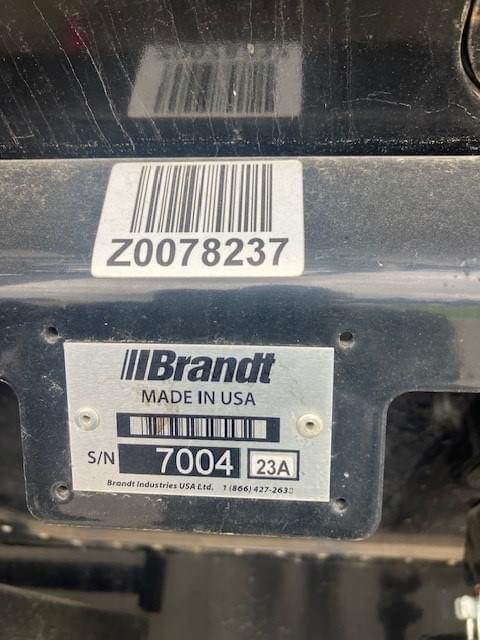 Z0078237
Brandt
MADE IN USA
S/N 7004 23A
Brandt Industries USA Ltd. 1 (866) 427-2633